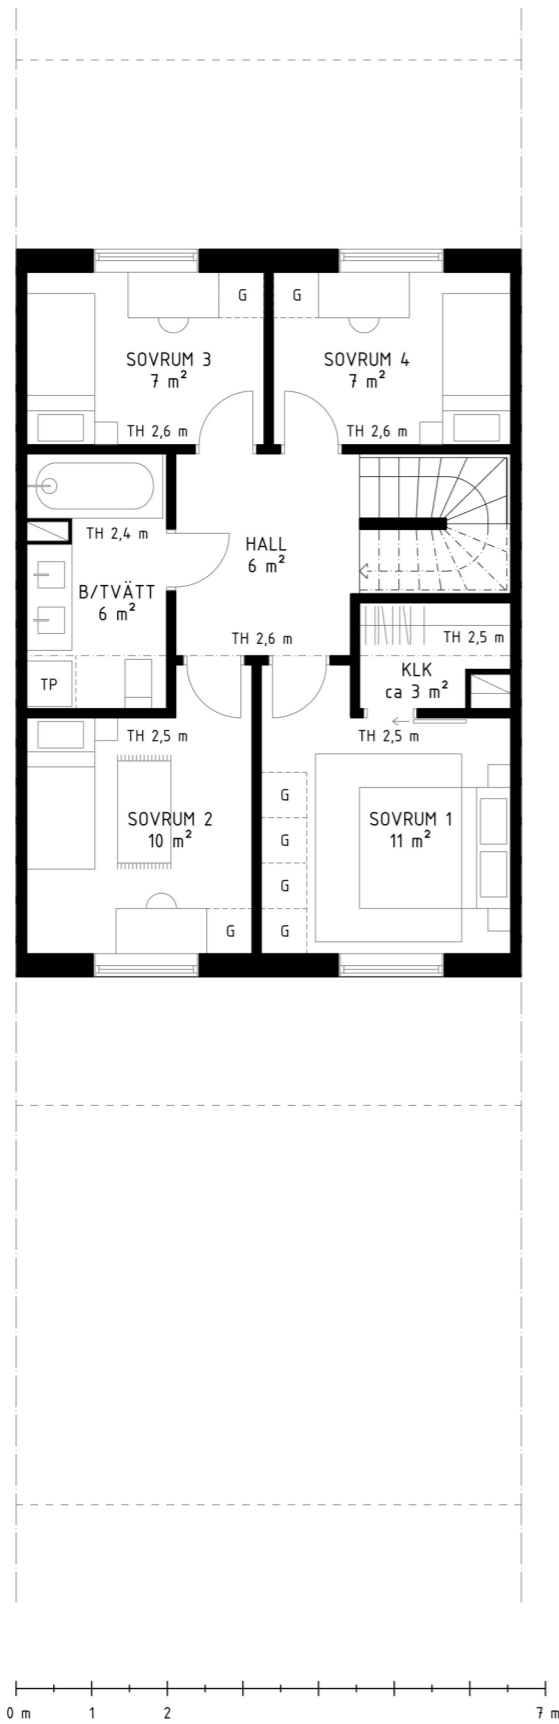 G
G
SOVRUM 3
7 m²
SOVRUM 4
7 m²
TH 2,6 m
TH 2,6 m
TH 2,4 m
HALL
6 m²
B/TVÄTT
6 m²
TH 2,6 m
TH 2,5 m
KLK
ca 3 m²
TP
TH 2,5 m
TH 2,5 m
G
SOVRUM 2
10 m²
SOVRUM 1
11 m²
G
G
G
G
0 m 1 2 7 m